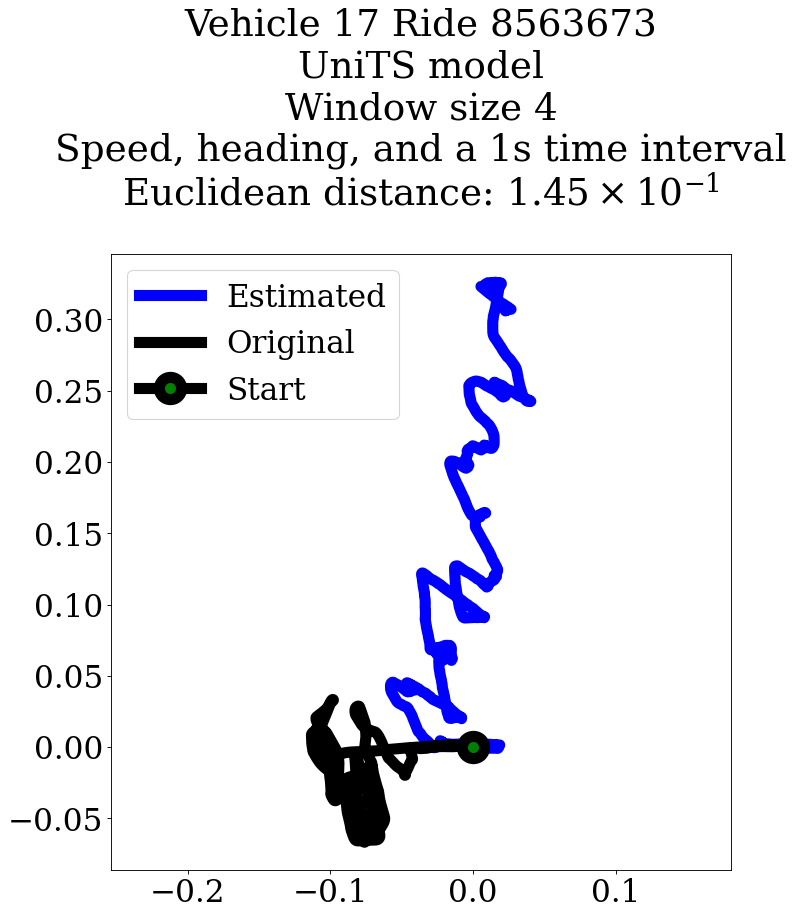 Vehicle 17 Ride 8563673
UniTS model
Window size 4
Speed, heading, and a 1s time interval
Euclidean distance: 1.45 × 10⁻¹
Estimated
Original
Start
0.30
0.25
0.20
0.15
0.10
0.05
0.00
−0.05
−0.2
−0.1
0.0
0.1